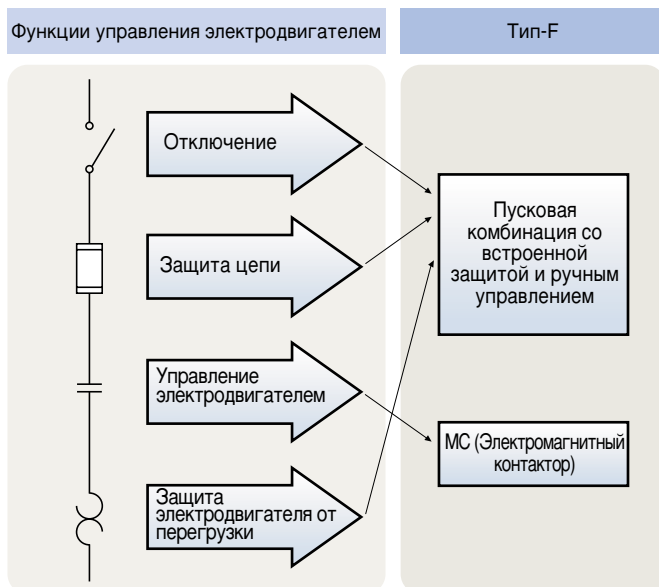 Функции управления электродвигателем
Тип-F
Отключение
Защита цепи
Управление
электродвигателем
Защита
электродвигателя от
перегрузки
Пусковая
комбинация со
встроенной
защитой и ручным
управлением
МС (Электромагнитный
контактор)